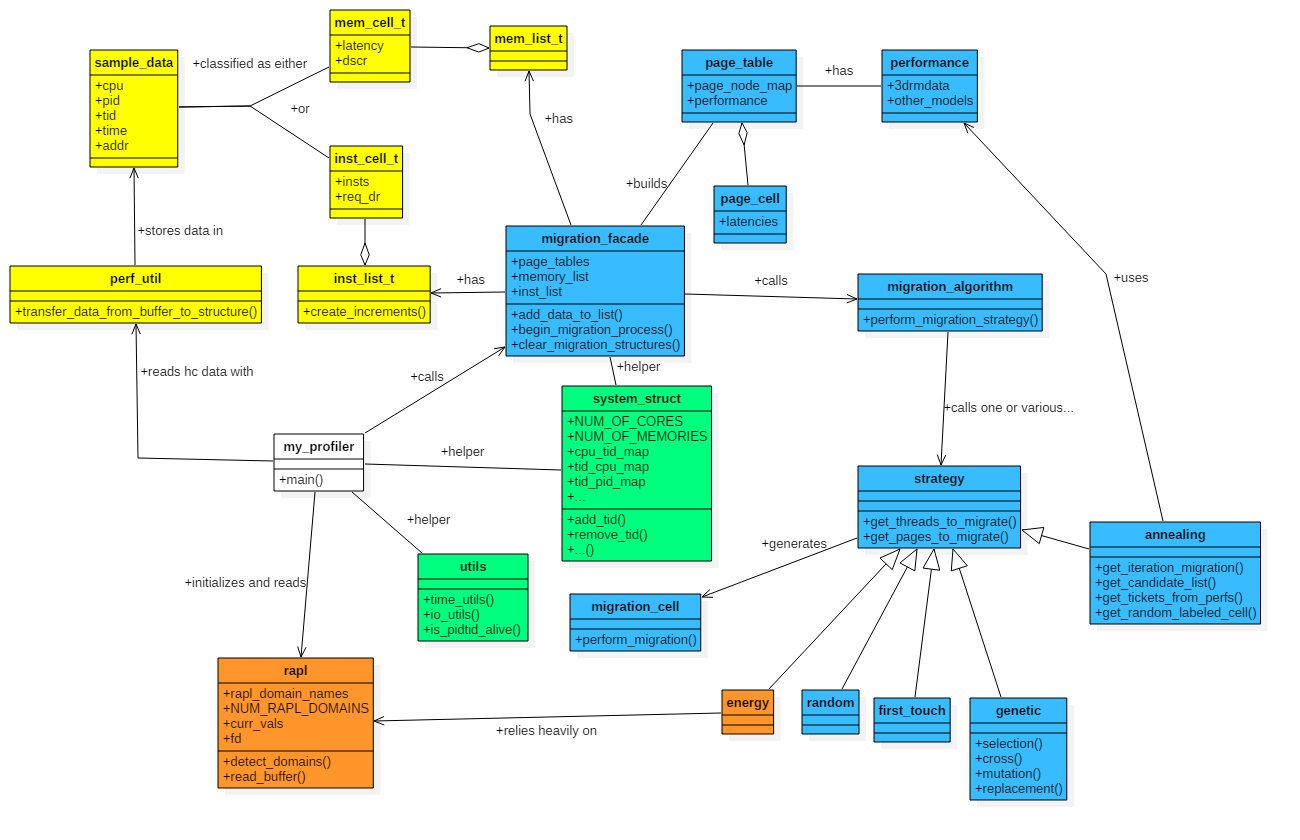 mem_cell_t
+latency
+dscr
mem_list_t
sample_data
+cpu
+pid
+tid
+time
+addr
+classified as either
+or
inst_cell_t
+insts
+req_dr
+has
page_table
+page_node_map
+performance
+has
performance
+3drmdata
+other_models
page_cell
+latencies
+builds
+stores data in
perf_util
+transfer_data_from_buffer_to_structure()
inst_list_t
+create_increments()
+has
migration_facade
+page_tables
+memory_list
+inst_list
+add_data_to_list()
+begin_migration_process()
+clear_migration_structures()
+calls
migration_algorithm
+perform_migration_strategy()
+uses
+reads hc data with
+calls
+helper
system_struct
+NUM_OF_CORES
+NUM_OF_MEMORIES
+cpu_tid_map
+tid_cpu_map
+tid_pid_map
+...
+add_tid()
+remove_tid()
+...()
+calls one or various...
my_profiler
+main()
+helper
+helper
strategy
+get_threads_to_migrate()
+get_pages_to_migrate()
annealing
+get_iteration_migration()
+get_candidate_list()
+get_tickets_from_perfs()
+get_random_labeled_cell()
+generates
migration_cell
+perform_migration()
utils
+time_utils()
+io_utils()
+is_pidtid_alive()
+initializes and reads
rapl
+rapl_domain_names
+NUM_RAPL_DOMAINS
+curr_vals
+fd
+detect_domains()
+read_buffer()
+relies heavily on
energy
random
first_touch
genetic
+selection()
+cross()
+mutation()
+replacement()